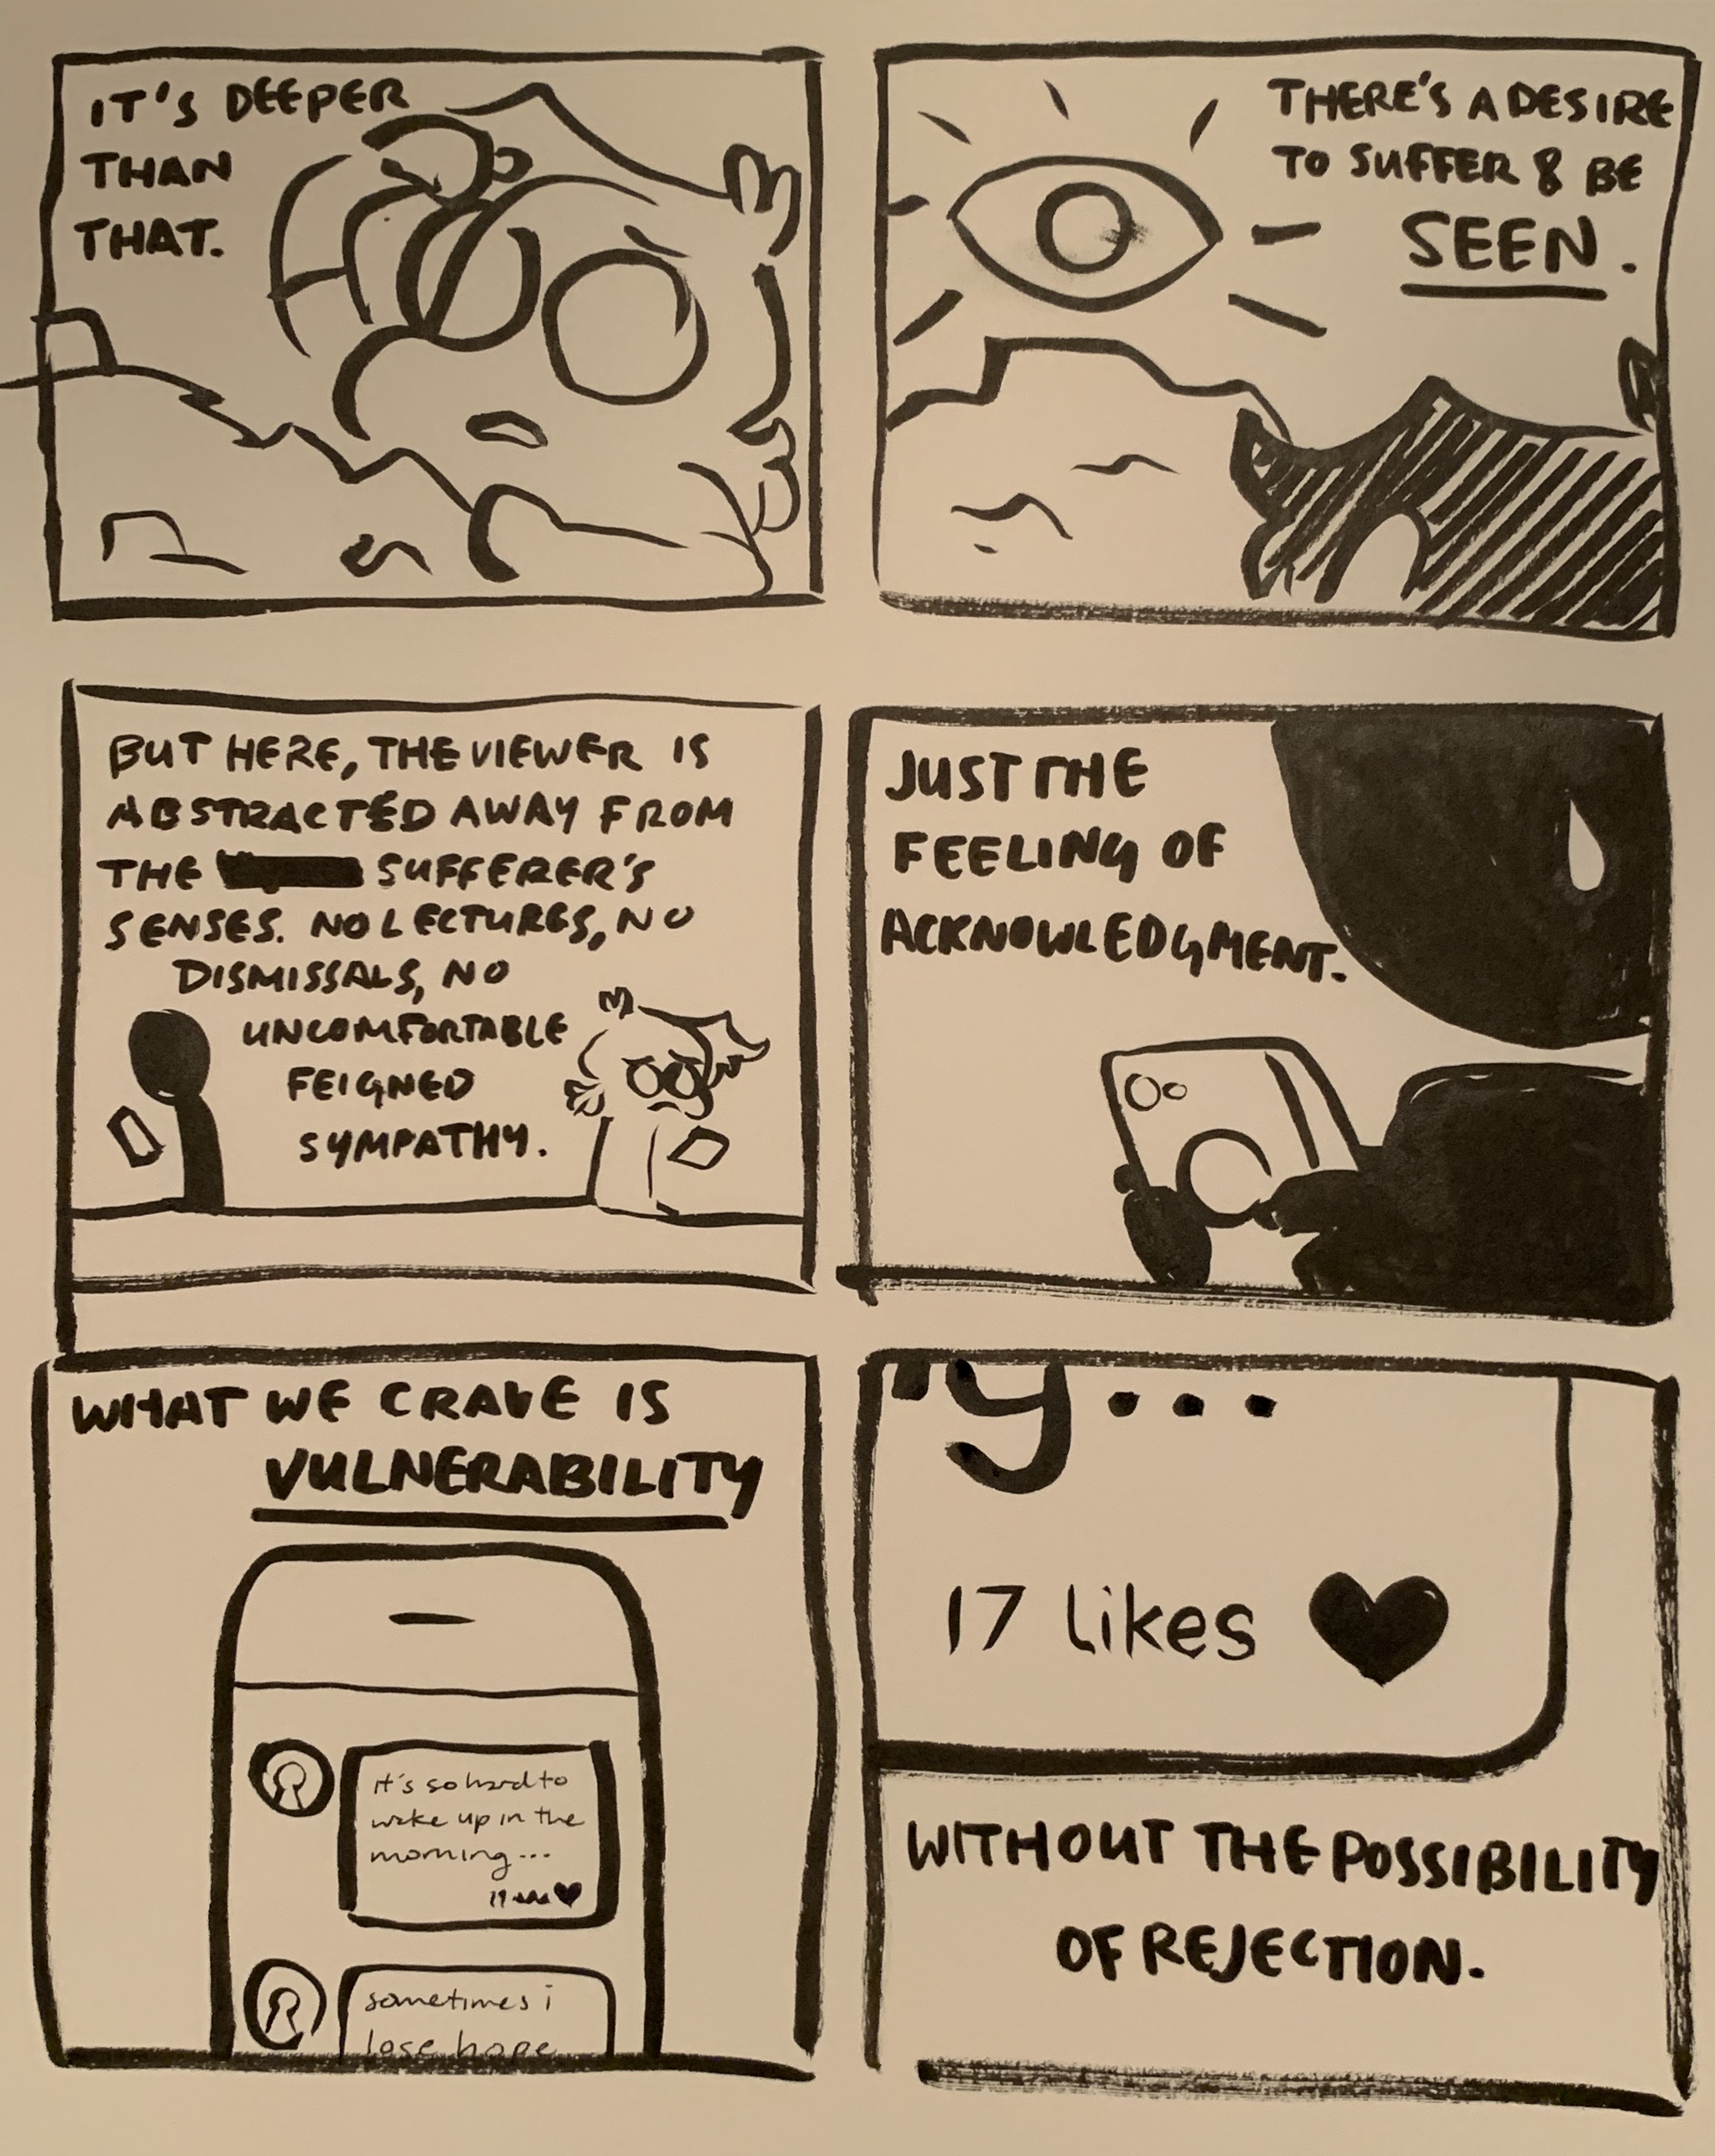 IT'S DEEPER
THAN
THAT.
THERE'S A DESIRE
TO SUFFER & BE
SEEN.
BUT HERE, THE VIEWER IS
ABSTRACTED AWAY FROM
THE SUFFERER'S
SENSES. NO LECTURES, NO
DISMISSALS, NO
UNCOMFORTABLE
FEIGNED
SYMPATHY.
JUST THE
FEELING OF
ACKNOWLEDGMENT.
WHAT WE CRAVE IS
VULNERABILITY
it's so hard to
wake up in the
morning...
sometimes i
lose hope
y...
17 likes ♥
WITHOUT THE POSSIBILITY
OF REJECTION.